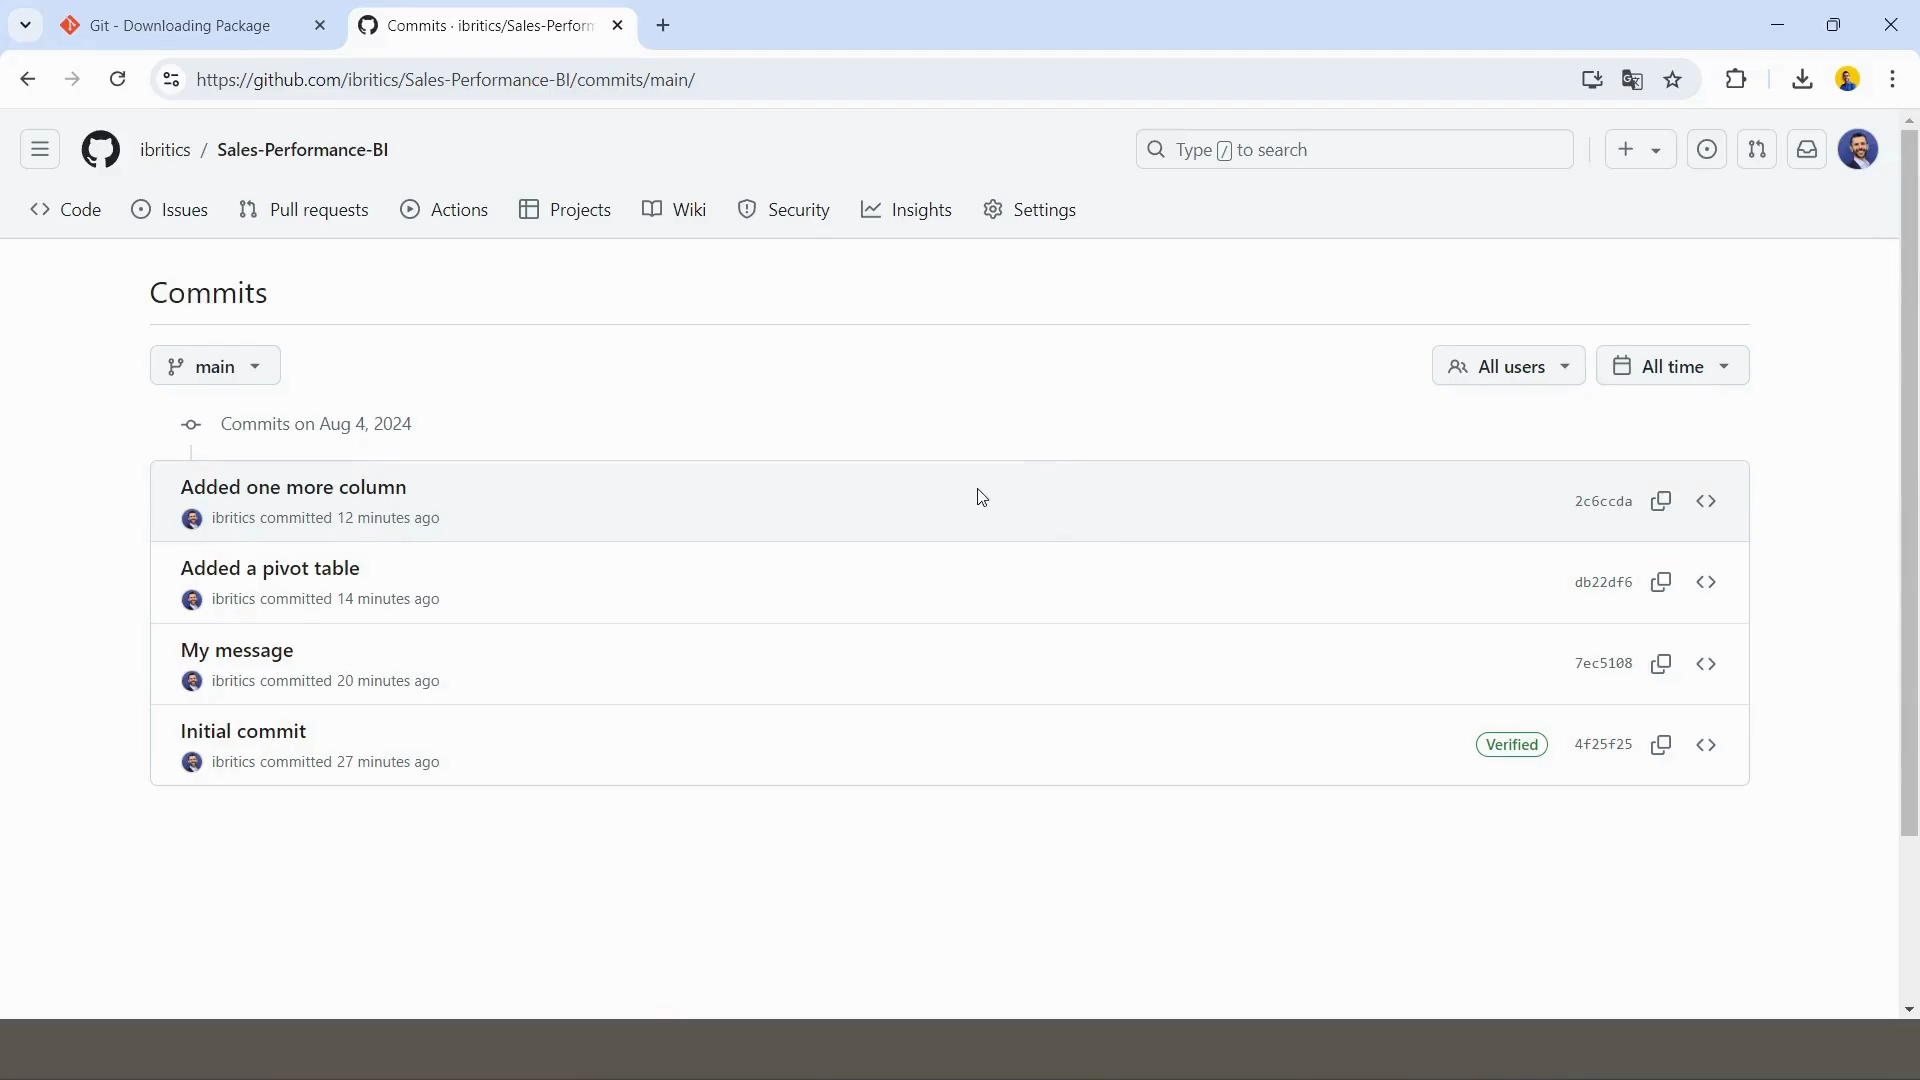 Git - Downloading Package
Commits · ibritics/Sales-Perform
https://github.com/ibritics/Sales-Performance-BI/commits/main/
ibritics / Sales-Performance-BI
Type / to search
Code
Issues
Pull requests
Actions
Projects
Wiki
Security
Insights
Settings
Commits
main
All users
All time
Commits on Aug 4, 2024
Added one more column
ibritics committed 12 minutes ago
2c6ccda
Added a pivot table
ibritics committed 14 minutes ago
db22df6
My message
ibritics committed 20 minutes ago
7ec5108
Initial commit
ibritics committed 27 minutes ago
Verified
4f25f25